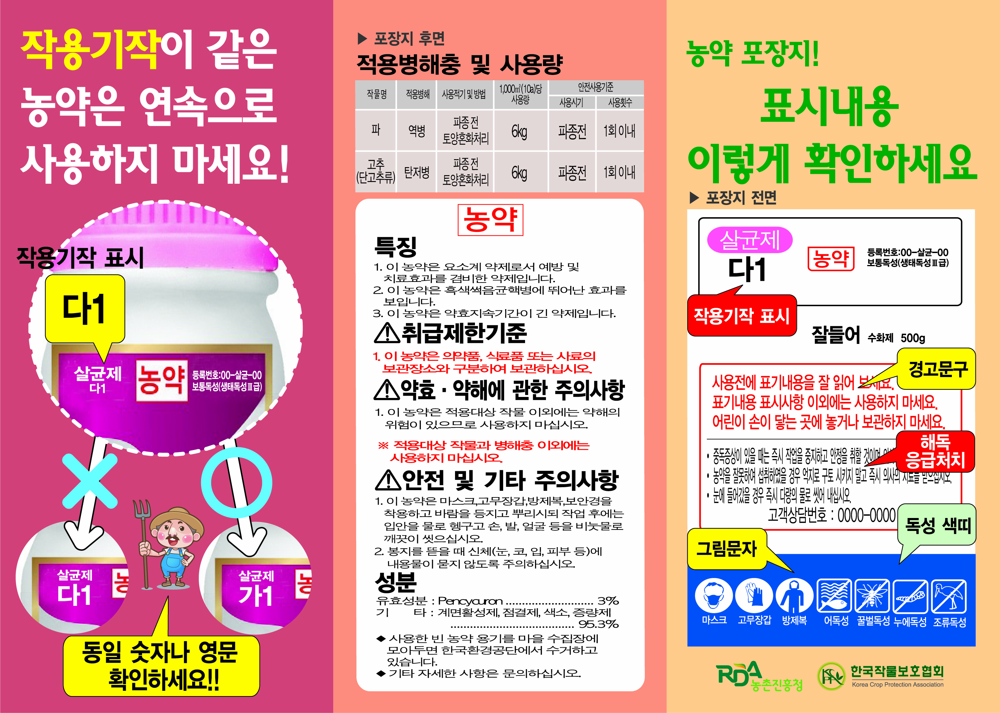 작용기작이 같은
농약은 연속으로
사용하지 마세요!
작용기작 표시
다1
살균제
다1
농약
등록번호:00-살균-00
보통독성(생태독성Ⅲ급)
살균제
다1
농
살균제
가1
농
동일 숫자나 영문
확인하세요!!
▶ 포장지 후면
적용병해충 및 사용량
작물명 적용병해 사용적기 및 방법 1,000㎡(10a)당 사용량 안전사용기준
사용시기 사용횟수
파 역병 파종 전 토양혼화처리 6kg 파종전 1회 이내
고추 (단고추류) 탄저병 파종 전 토양혼화처리 6kg 파종전 1회 이내
농약
특징
1. 이 농약은 요소계 약제로서 예방 및
치료효과를 겸비한 약제입니다.
2. 이 농약은 흑색썩음균핵병에 뛰어난 효과를
보입니다.
3. 이 농약은 약효지속기간이 긴 약제입니다.
⚠취급제한기준
1. 이 농약은 의약품, 식료품 또는 사료의
보관장소와 구분하여 보관하십시오.
⚠약효 · 약해에 관한 주의사항
1. 이 농약은 적용대상 작물 이외에는 약해의
위험이 있으므로 사용하지 마십시오.
※ 적용대상 작물과 병해충 이외에는
사용하지 마십시오.
⚠안전 및 기타 주의사항
1. 이 농약은 마스크,고무장갑,방제복,보안경을
착용하고 바람을 등지고 뿌리시되 작업 후에는
입안을 물로 헹구고 손, 발, 얼굴 등을 비눗물로
깨끗이 씻으십시오.
2. 봉지를 뜯을 때 신체(눈, 코, 입, 피부 등)에
내용물이 묻지 않도록 주의하십시오.
성분
유효성분 : Pencycuron ........................... 3%
기 타 : 계면활성제, 점결제, 색소, 증량제
...................................... 95.3%
◆ 사용한 빈 농약 용기를 마을 수집장에
모아두면 한국환경공단에서 수거하고
있습니다.
◆ 기타 자세한 사항은 문의하십시오.
농약 포장지!
표시내용
이렇게 확인하세요
▶ 포장지 전면
살균제
다1
농약
등록번호:00-살균-00
보통독성(생태독성Ⅲ급)
작용기작 표시
잘들어 수화제 500g
경고문구
사용전에 표기내용을 잘 읽어 보세요.
표기내용 표시사항 이외에는 사용하지 마세요.
어린이 손이 닿는 곳에 놓거나 보관하지 마세요.
해독
응급처치
• 중독증상이 있을 때는 즉시 작업을 중지하고 안정을 취할 것이며
• 농약을 잘못하여 섭취하였을 경우 억지로 구토 시키지 말고 즉시 의사의 치료를 받으십시오.
• 눈에 들어갔을 경우 즉시 다량의 물로 씻어 내십시오.
고객상담번호 : 0000-0000
독성 색띠
그림문자
마스크 고무장갑 방제복 어독성 꿀벌독성 누에독성 조류독성
RDA
농촌진흥청
KCPA
한국작물보호협회
Korea Crop Protection Association